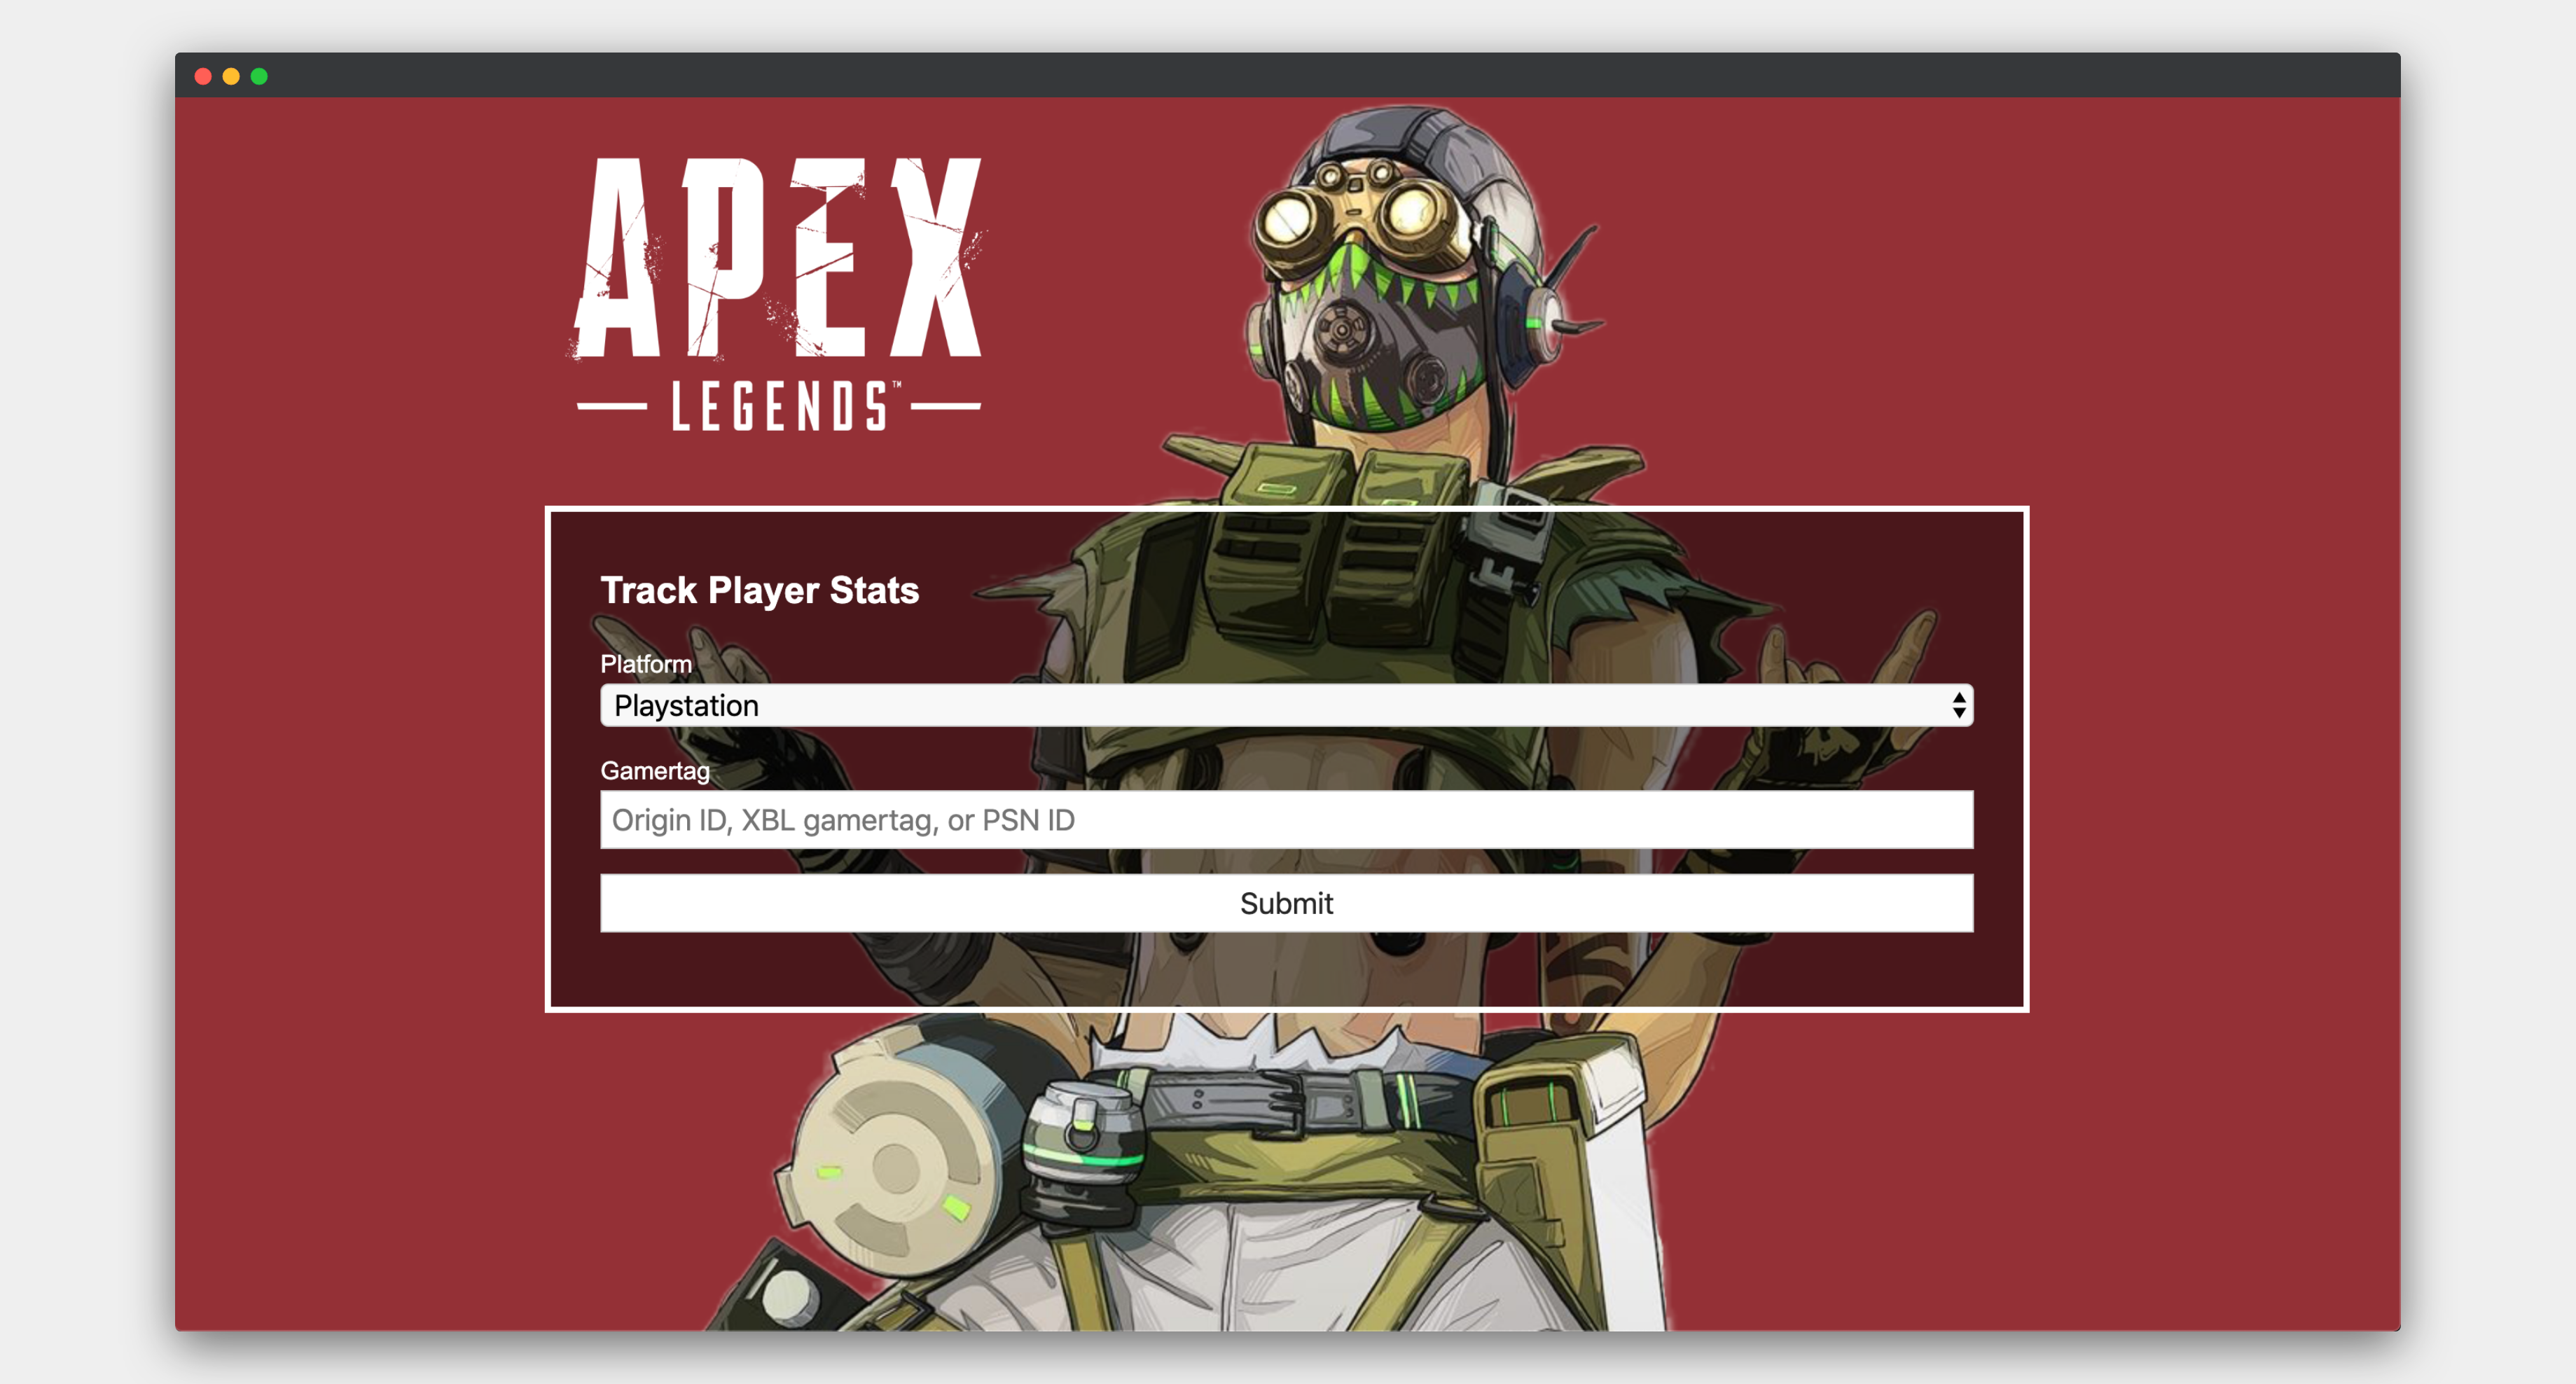 APEX
LEGENDS™
Track Player Stats
Platform
Playstation
Gamertag
Origin ID, XBL gamertag, or PSN ID
Submit